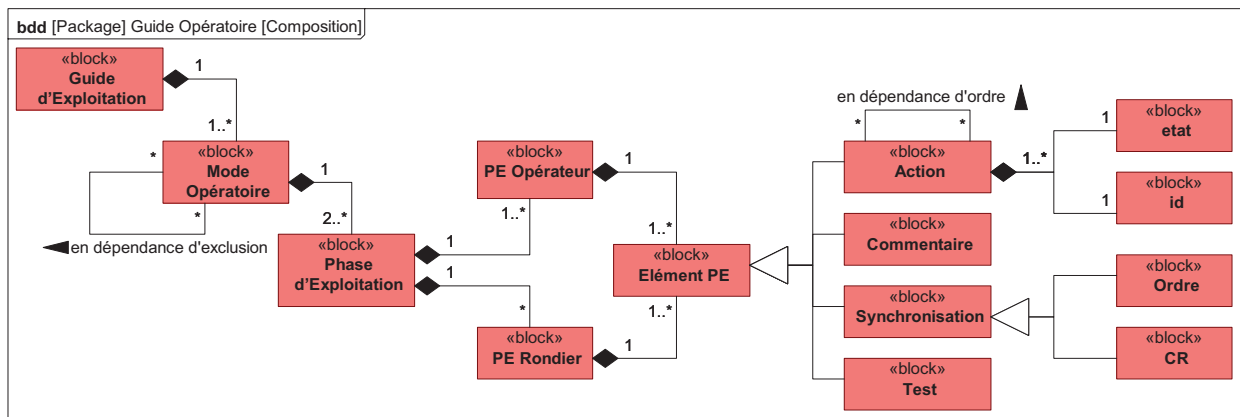 bdd [Package] Guide Opératoire [Composition]
«block»
Guide
d'Exploitation
1
1..*
«block»
Mode
Opératoire
*
*
en dépendance d'exclusion
1
2..*
«block»
Phase
d'Exploitation
1
1..*
1
*
«block»
PE Opérateur
1
1..*
«block»
PE Rondier
1
1..*
«block»
Elément PE
en dépendance d'ordre
*
*
«block»
Action
1..*
1
«block»
etat
1
«block»
id
«block»
Commentaire
«block»
Synchronisation
«block»
Ordre
«block»
CR
«block»
Test